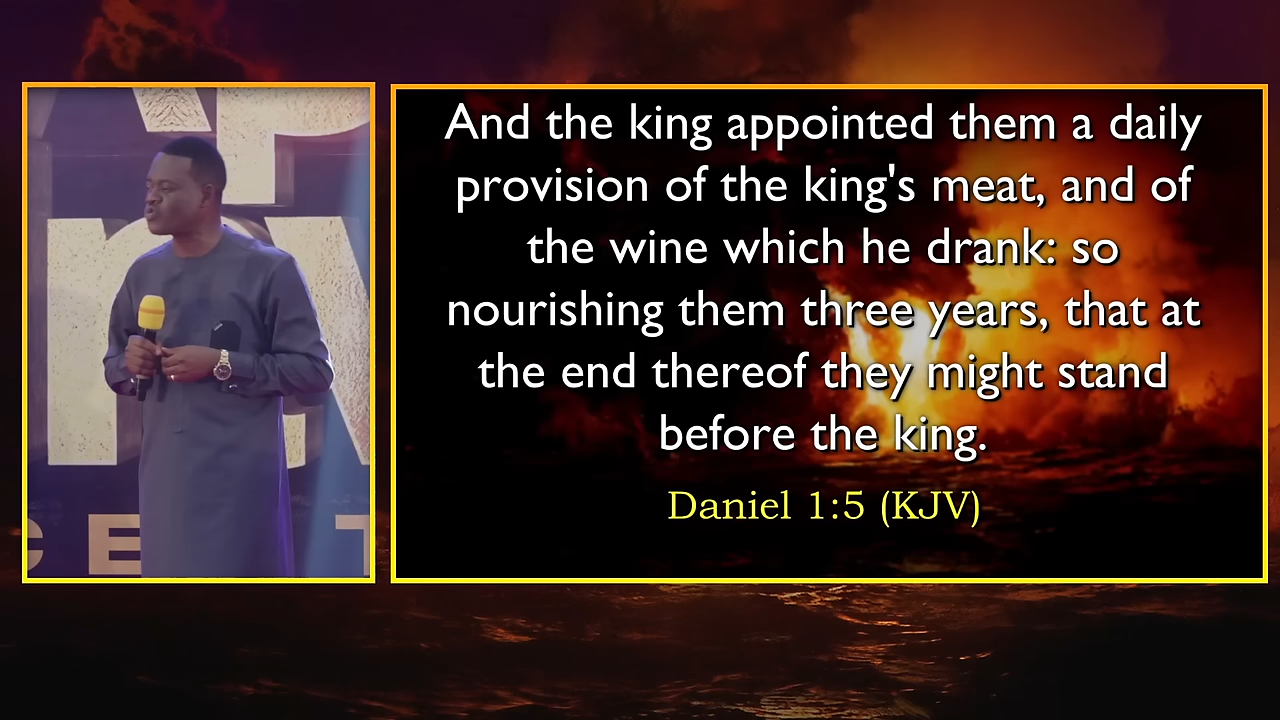 And the king appointed them a daily
provision of the king's meat, and of
the wine which he drank: so
nourishing them three years, that at
the end thereof they might stand
before the king.
Daniel 1:5 (KJV)